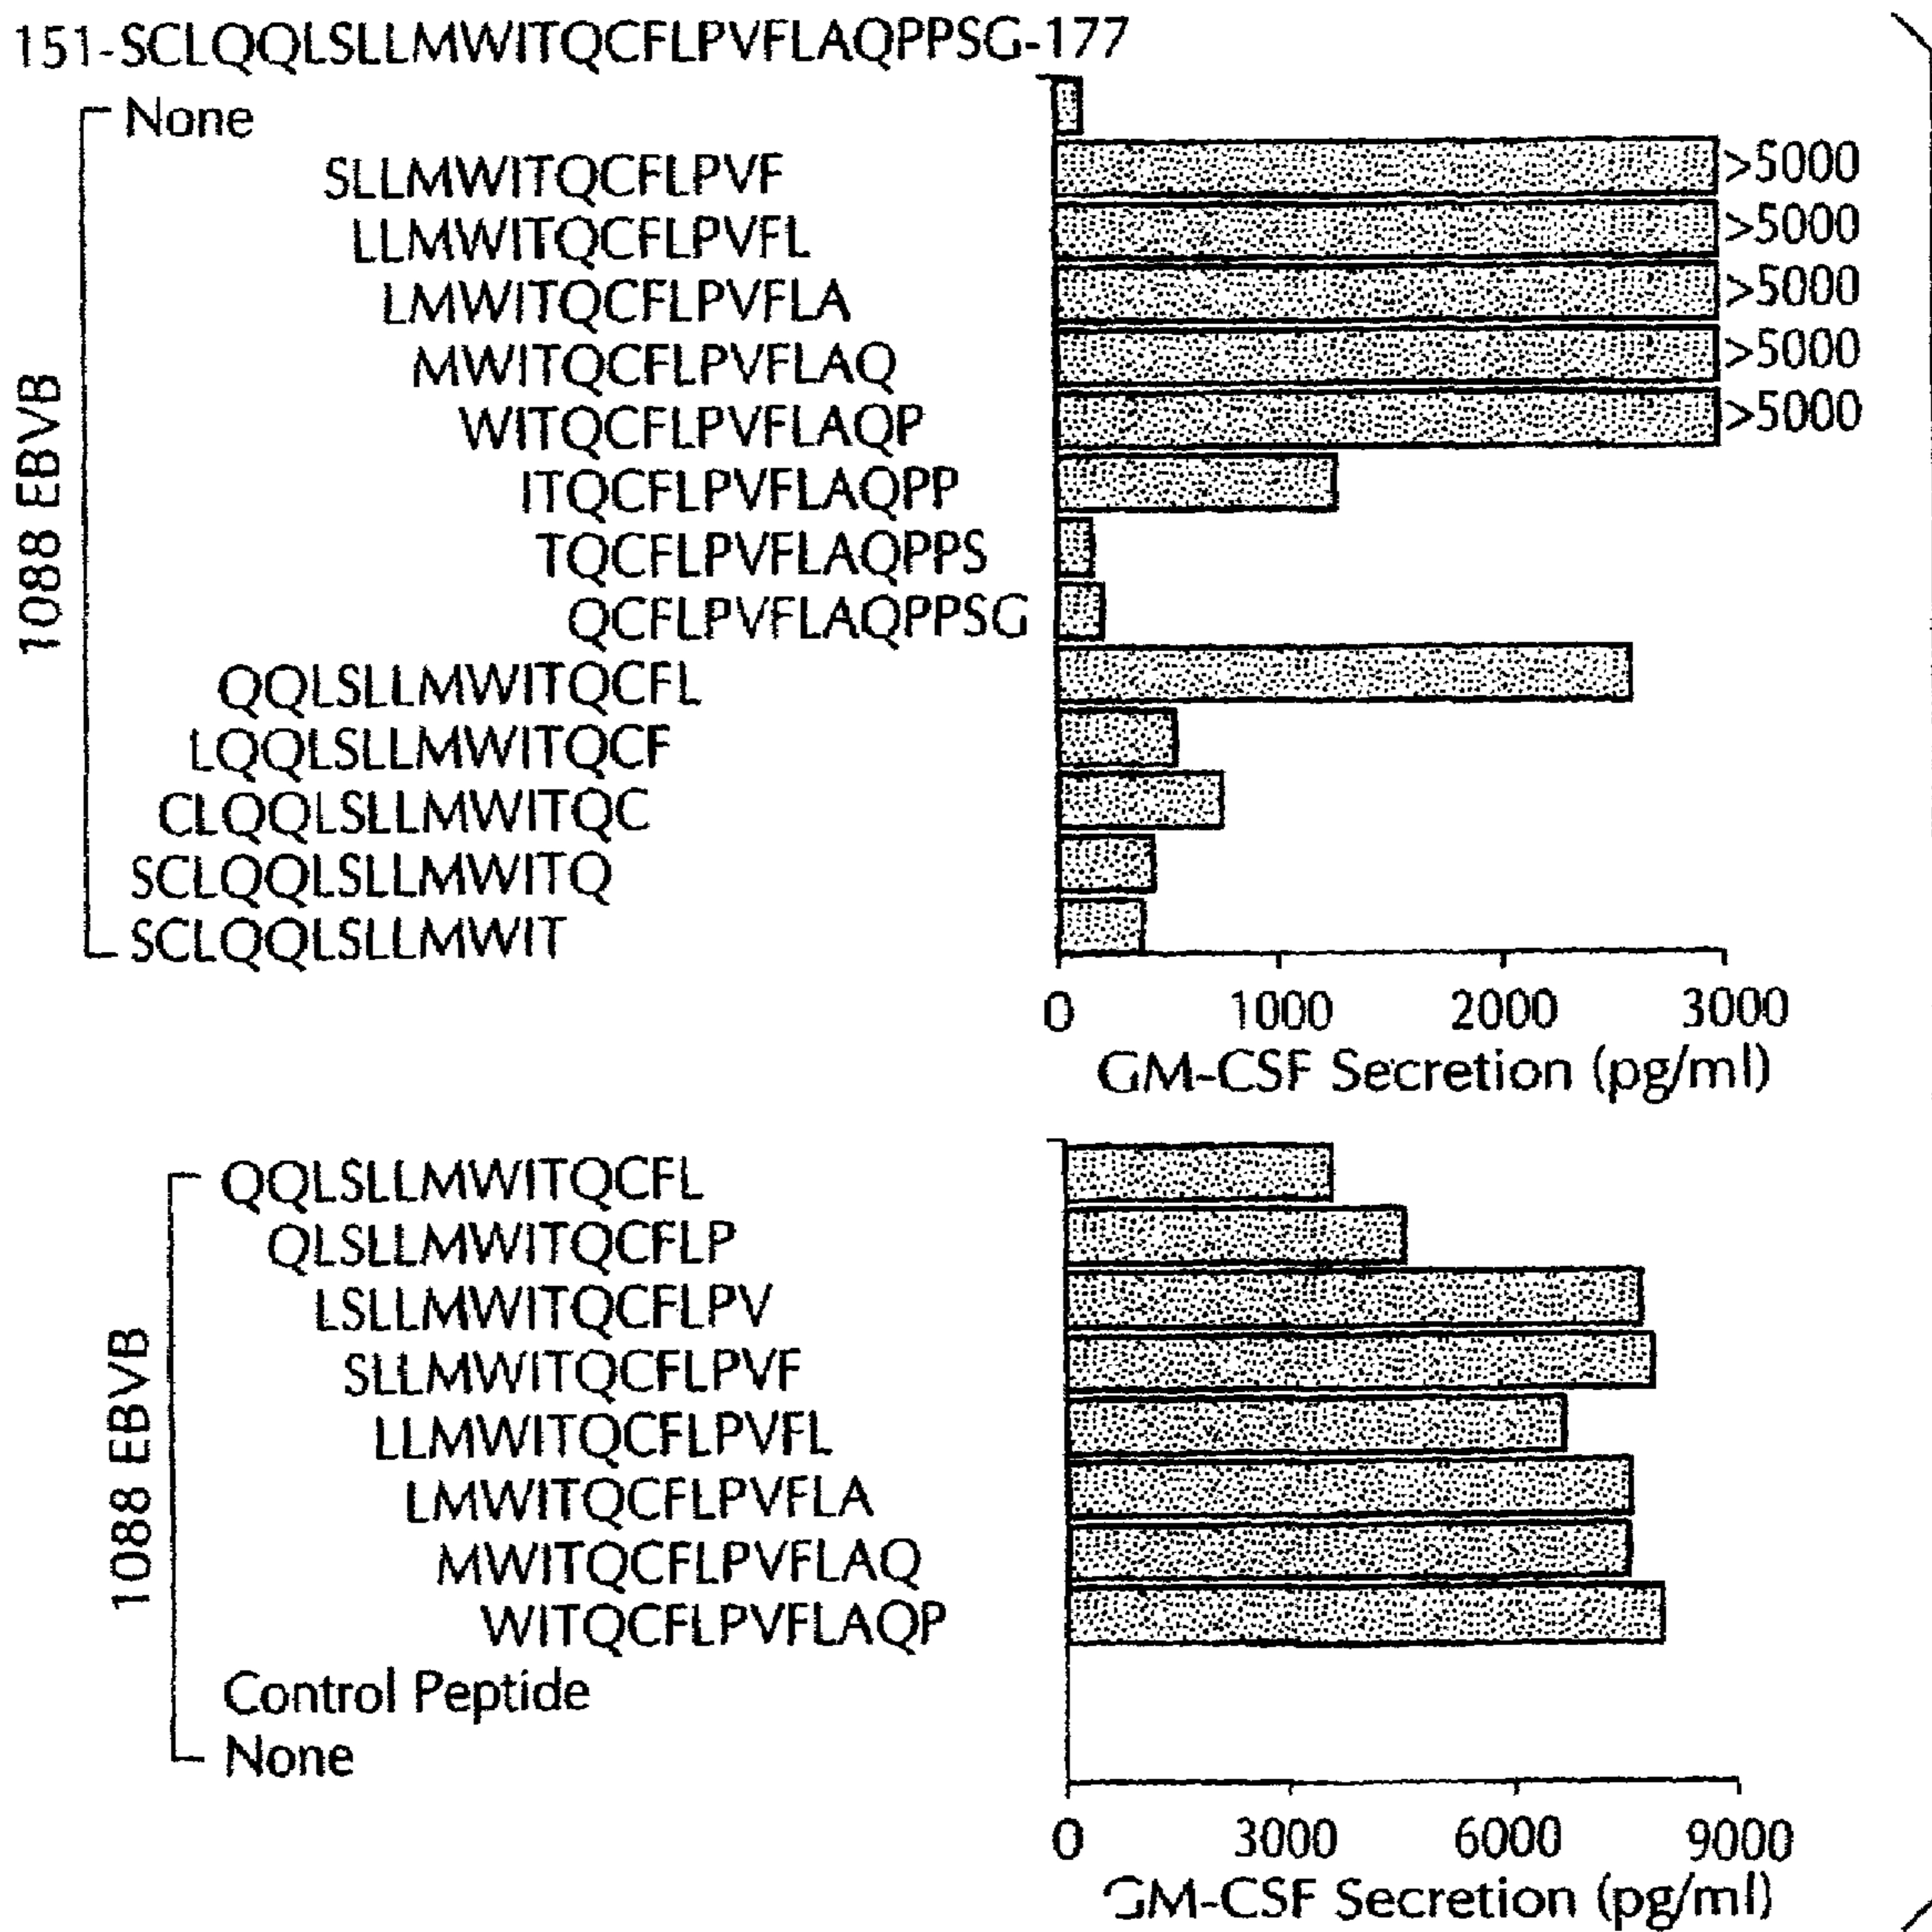 151-SCLQQLSLLMWITQCFLPVFLAQPPSG-177
None
SLLMWITQCFLPVF >5000
LLMWITQCFLPVFL >5000
LMWITQCFLPVFLA >5000
MWITQCFLPVFLAQ >5000
WITQCFLPVFLAQP >5000
ITQCFLPVFLAQPP
TQCFLPVFLAQPPS
QCFLPVFLAQPPSG
QQLSLLMWITQCFL
LQQLSLLMWITQCF
CLQQLSLLMWITQC
SCLQQLSLLMWITQ
SCLQQLSLLMWIT
1088 EBVB
0 1000 2000 3000
GM-CSF Secretion (pg/ml)
QQLSLLMWITQCFL
QLSLLMWITQCFLP
LSLLMWITQCFLPV
SLLMWITQCFLPVF
LLMWITQCFLPVFL
LMWITQCFLPVFLA
MWITQCFLPVFLAQ
WITQCFLPVFLAQP
Control Peptide
None
1088 EBVB
0 3000 6000 9000
GM-CSF Secretion (pg/ml)